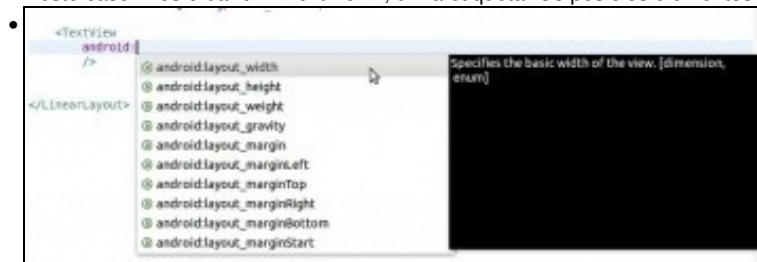 <TextView
android:
/>
</LinearLayout>
android:layout_width
android:layout_height
android:layout_weight
android:layout_gravity
android:layout_margin
android:layout_marginLeft
android:layout_marginTop
android:layout_marginRight
android:layout_marginBottom
android:layout_marginStart
Specifies the basic width of the view. [dimension,
enum]